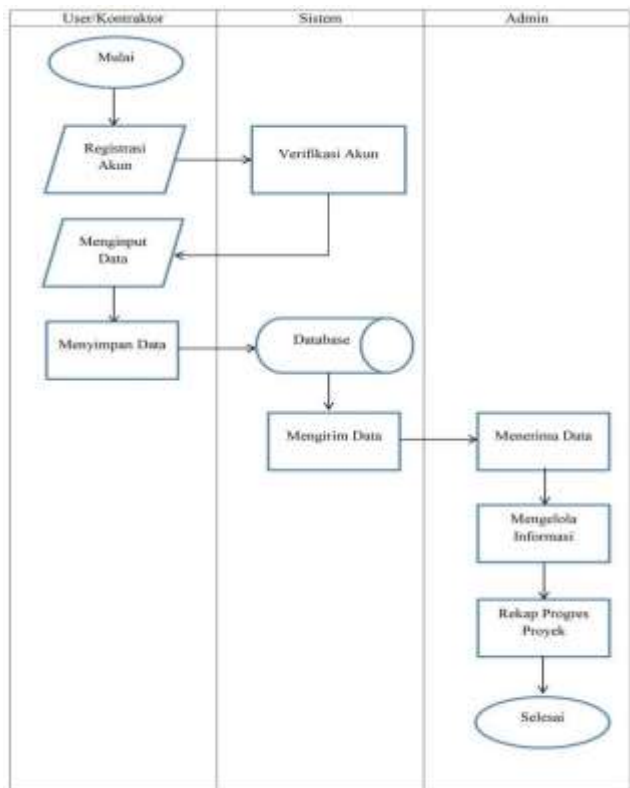 User/Kontraktor
Sistem
Admin
Mulai
Registrasi
Akun
Verifikasi Akun
Menginput
Data
Menyimpan Data
Database
Mengirim Data
Menerima Data
Mengelola
Informasi
Rekap Progres
Proyek
Selesai